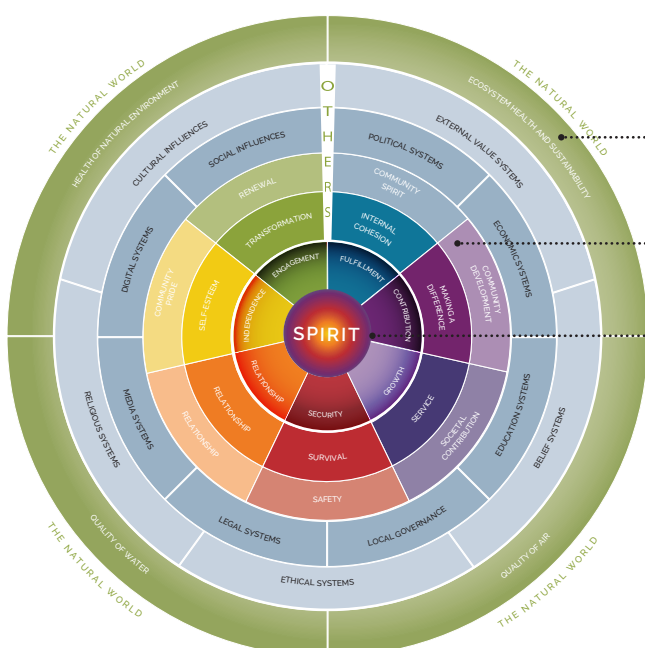 THE NATURAL WORLD
THE NATURAL WORLD
HEALTH OF NATURAL ENVIRONMENT
ECOSYSTEM HEALTH AND SUSTAINABILITY
CULTURAL INFLUENCES
EXTERNAL VALUE SYSTEMS
SOCIAL INFLUENCES
POLITICAL SYSTEMS
OTHERS
RENEWAL
COMMUNITY
SPIRIT
TRANSFORMATION
INTERNAL
COHESION
DIGITAL SYSTEMS
ECONOMIC SYSTEMS
ENGAGEMENT
FULFILLMENT
COMMUNITY
PRIDE
SELF-ESTEEM
INDEPENDENCE
CONTRIBUTION
MAKING A
DIFFERENCE
COMMUNITY
DEVELOPMENT
SPIRIT
RELATIONSHIP
GROWTH
RELATIONSHIP
SECURITY
SERVICE
RELATIONSHIP
SOCIETAL
CONTRIBUTION
MEDIA SYSTEMS
EDUCATION SYSTEMS
RELIGIOUS SYSTEMS
BELIEF SYSTEMS
SURVIVAL
SAFETY
LEGAL SYSTEMS
LOCAL GOVERNANCE
QUALITY OF WATER
QUALITY OF AIR
ETHICAL SYSTEMS
THE NATURAL WORLD
THE NATURAL WORLD